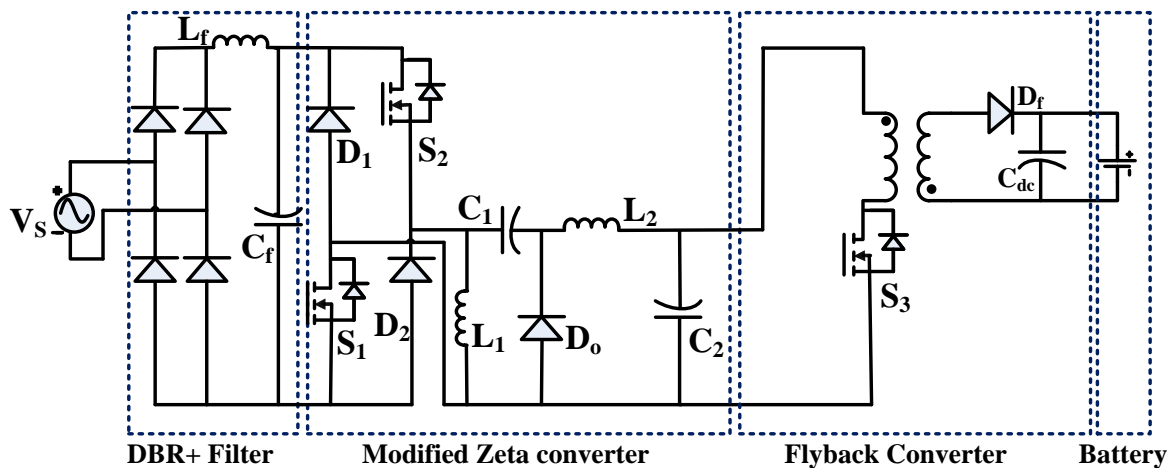 L_f
D_f
D_1
S_2
C_dc
V_S
C_1
L_2
C_f
S_3
S_1
D_2
L_1
D_o
C_2
DBR+ Filter
Modified Zeta converter
Flyback Converter
Battery